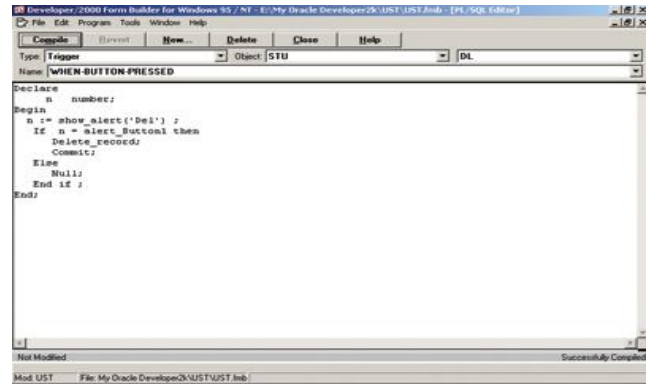 Developer/2000 Form Builder for Windows 95 / NT - E:\My Oracle Developer2k\UST\UST.fmb - [PL/SQL Editor]
File Edit Program Tools Window Help
Compile Revert New... Delete Close Help
Type: Trigger Object: STU DL
Name: WHEN-BUTTON-PRESSED
Declare
n number;
Begin
n := show_alert('Del') ;
If n = alert_Button1 then
Delete_record;
Commit;
Else
Null;
End if ;
End;
Not Modified Successfully Compiled
Mod: UST File: My Oracle Developer2k\UST\UST.fmb